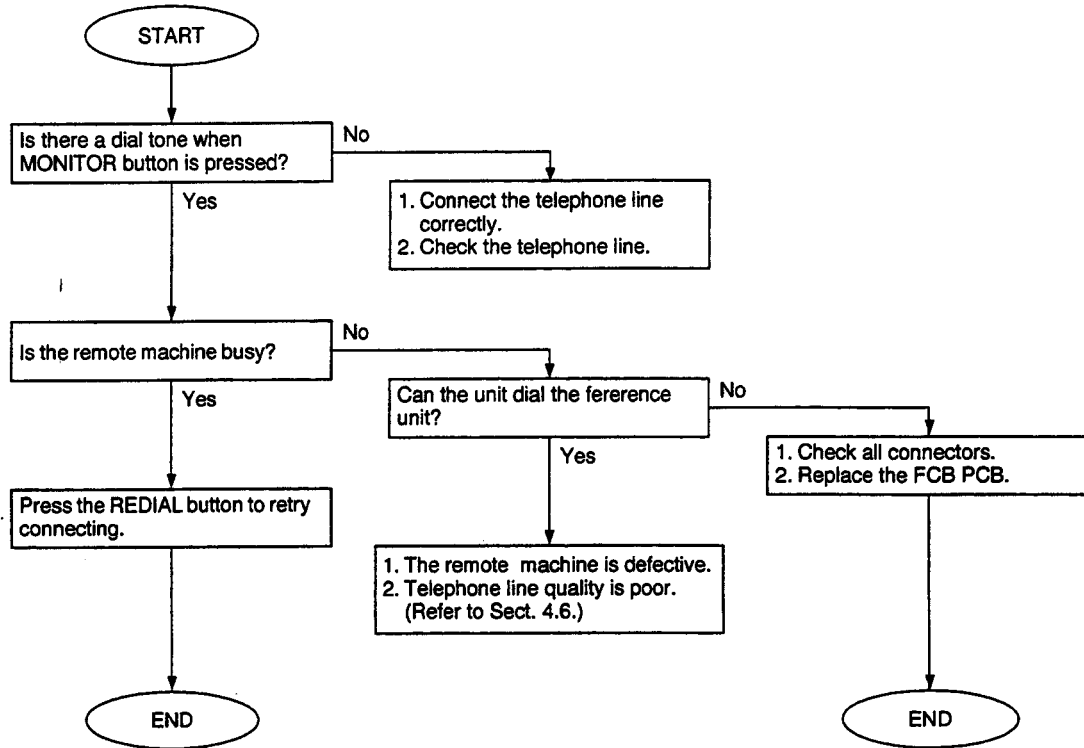 START
Is there a dial tone when
MONITOR button is pressed?
No
Yes
1. Connect the telephone line
correctly.
2. Check the telephone line.
Is the remote machine busy?
No
Yes
Can the unit dial the fererence
unit?
No
Yes
1. Check all connectors.
2. Replace the FCB PCB.
Press the REDIAL button to retry
connecting.
1. The remote machine is defective.
2. Telephone line quality is poor.
(Refer to Sect. 4.6.)
END
END